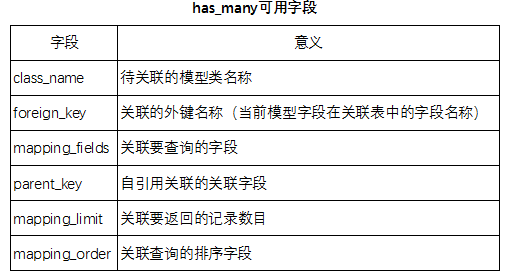 has_many可用字段
字段 意义
class_name 待关联的模型类名称
foreign_key 关联的外键名称（当前模型字段在关联表中的字段名称）
mapping_fields 关联要查询的字段
parent_key 自引用关联的关联字段
mapping_limit 关联要返回的记录数目
mapping_order 关联查询的排序字段